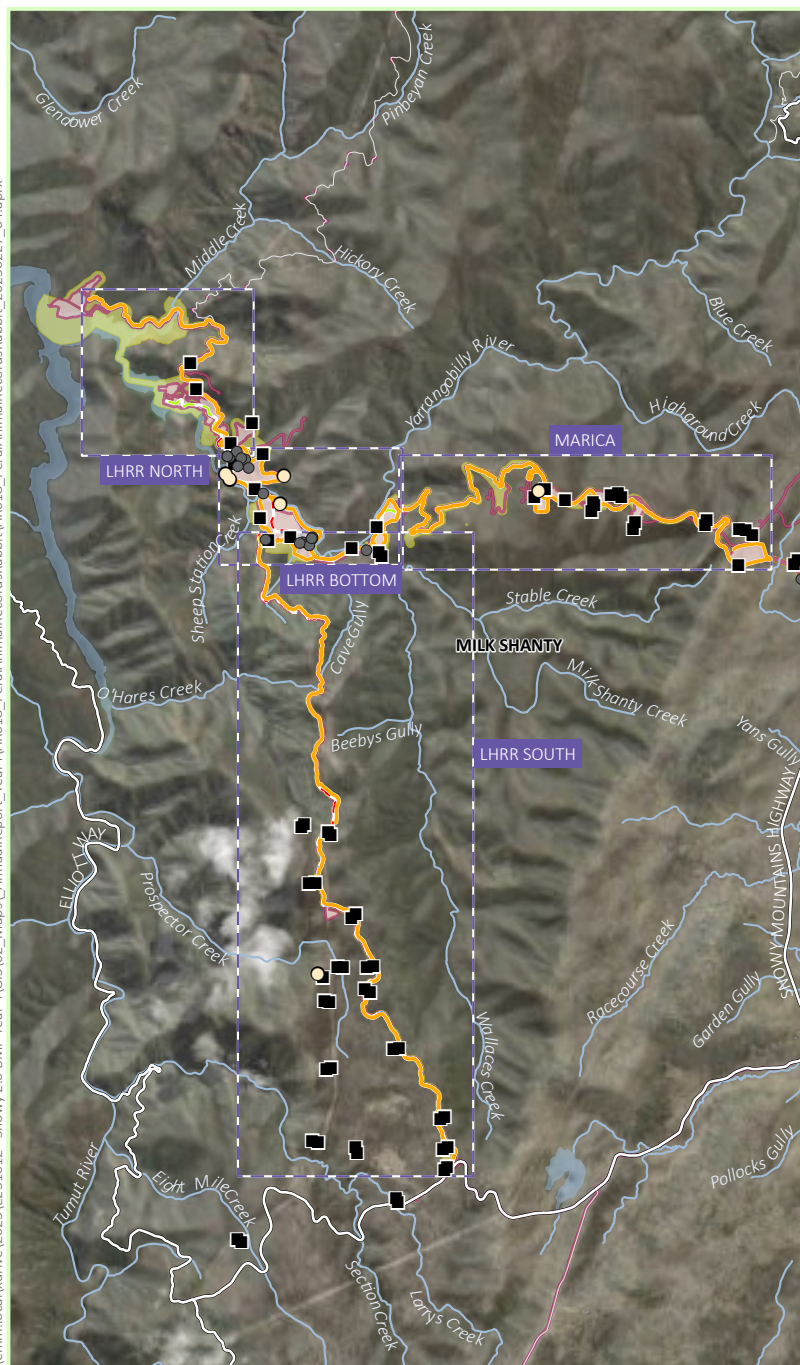 Glendower Creek
Pinbeyan Creek
Middle Creek
Hickory Creek
Blue Creek
Yarrangobilly River
Highground Creek
MARICA
LHRR NORTH
Sheep Station Creek
LHRR BOTTOM
Stable Creek
Cave Gully
MILK SHANTY
O'Hares Creek
Milk Shanty Creek
Beebys Gully
Yans Gully
LHRR SOUTH
ELLIOTT WAY
SNOWY MOUNTAINS HIGHWAY
Prospector Creek
Racecourse Creek
Garden Gully
Wallaces Creek
Tumut River
Eight Mile Creek
Pollocks Gully
Section Creek
Larrys Creek